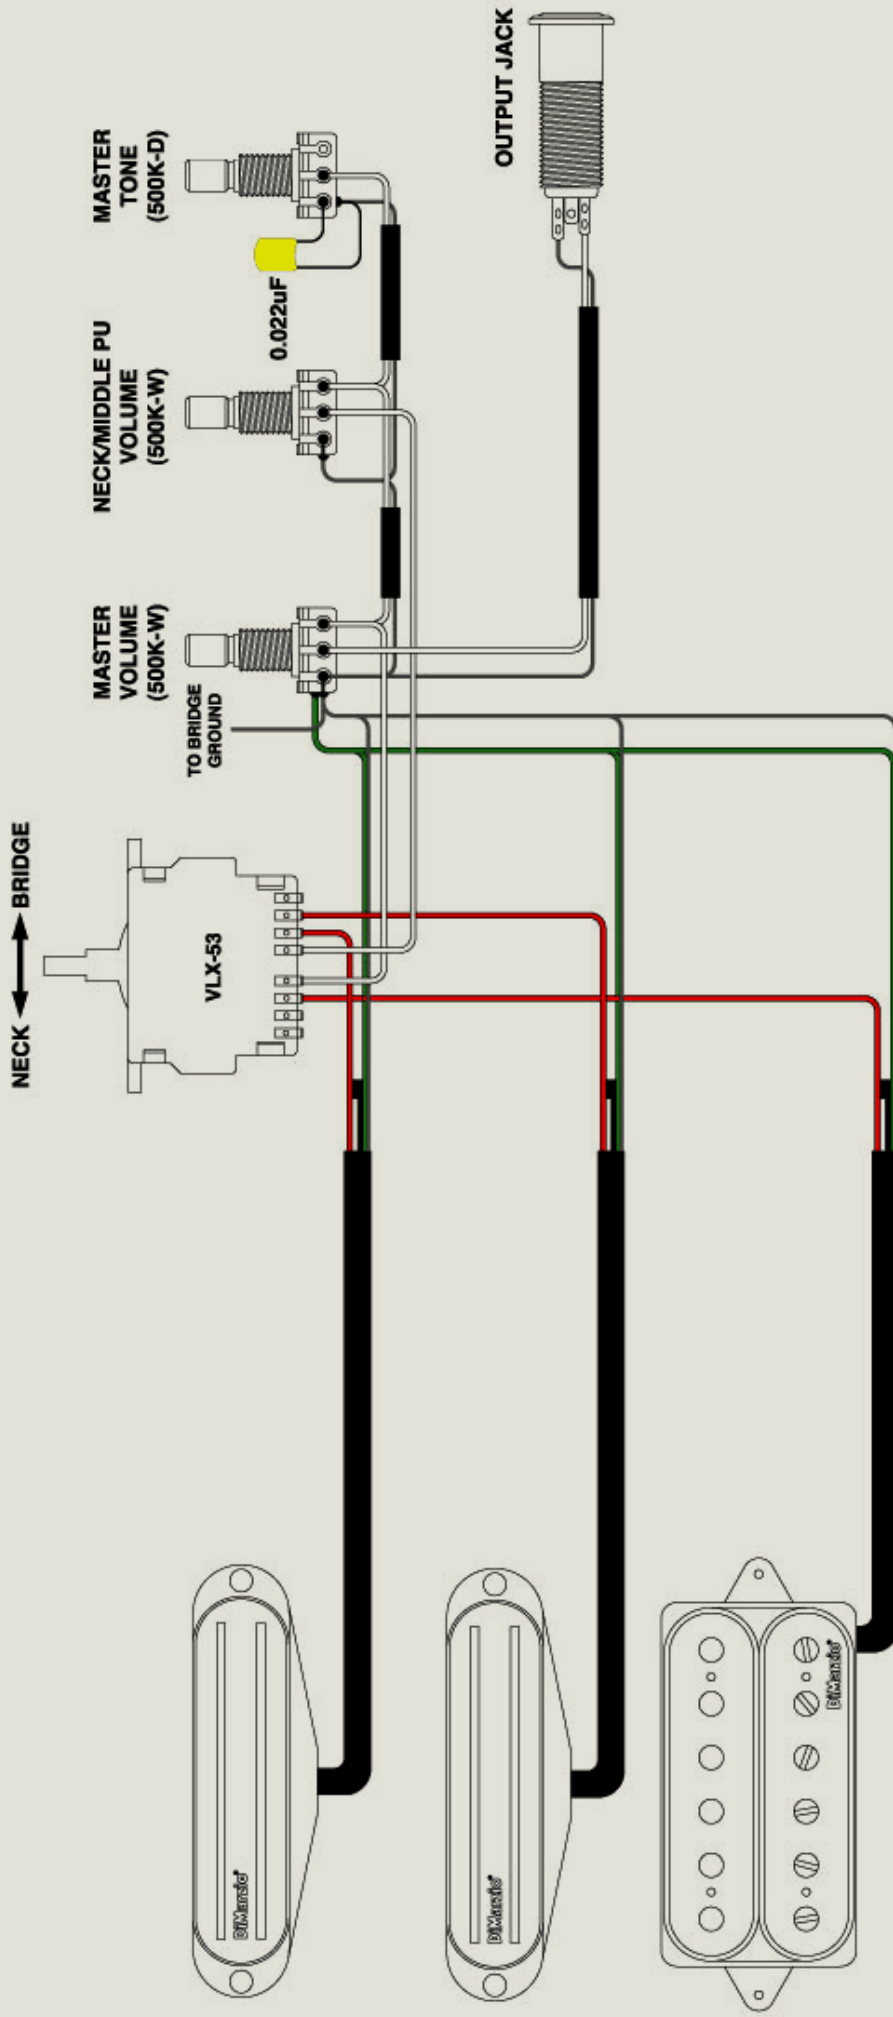 NECK
BRIDGE
VLX-53
TO BRIDGE
GROUND
MASTER
VOLUME
(500K-W)
NECK/MIDDLE PU
VOLUME
(500K-W)
MASTER
TONE
(500K-D)
0.022uF
OUTPUT JACK
DiMarzio®
DiMarzio®
DiMarzio®